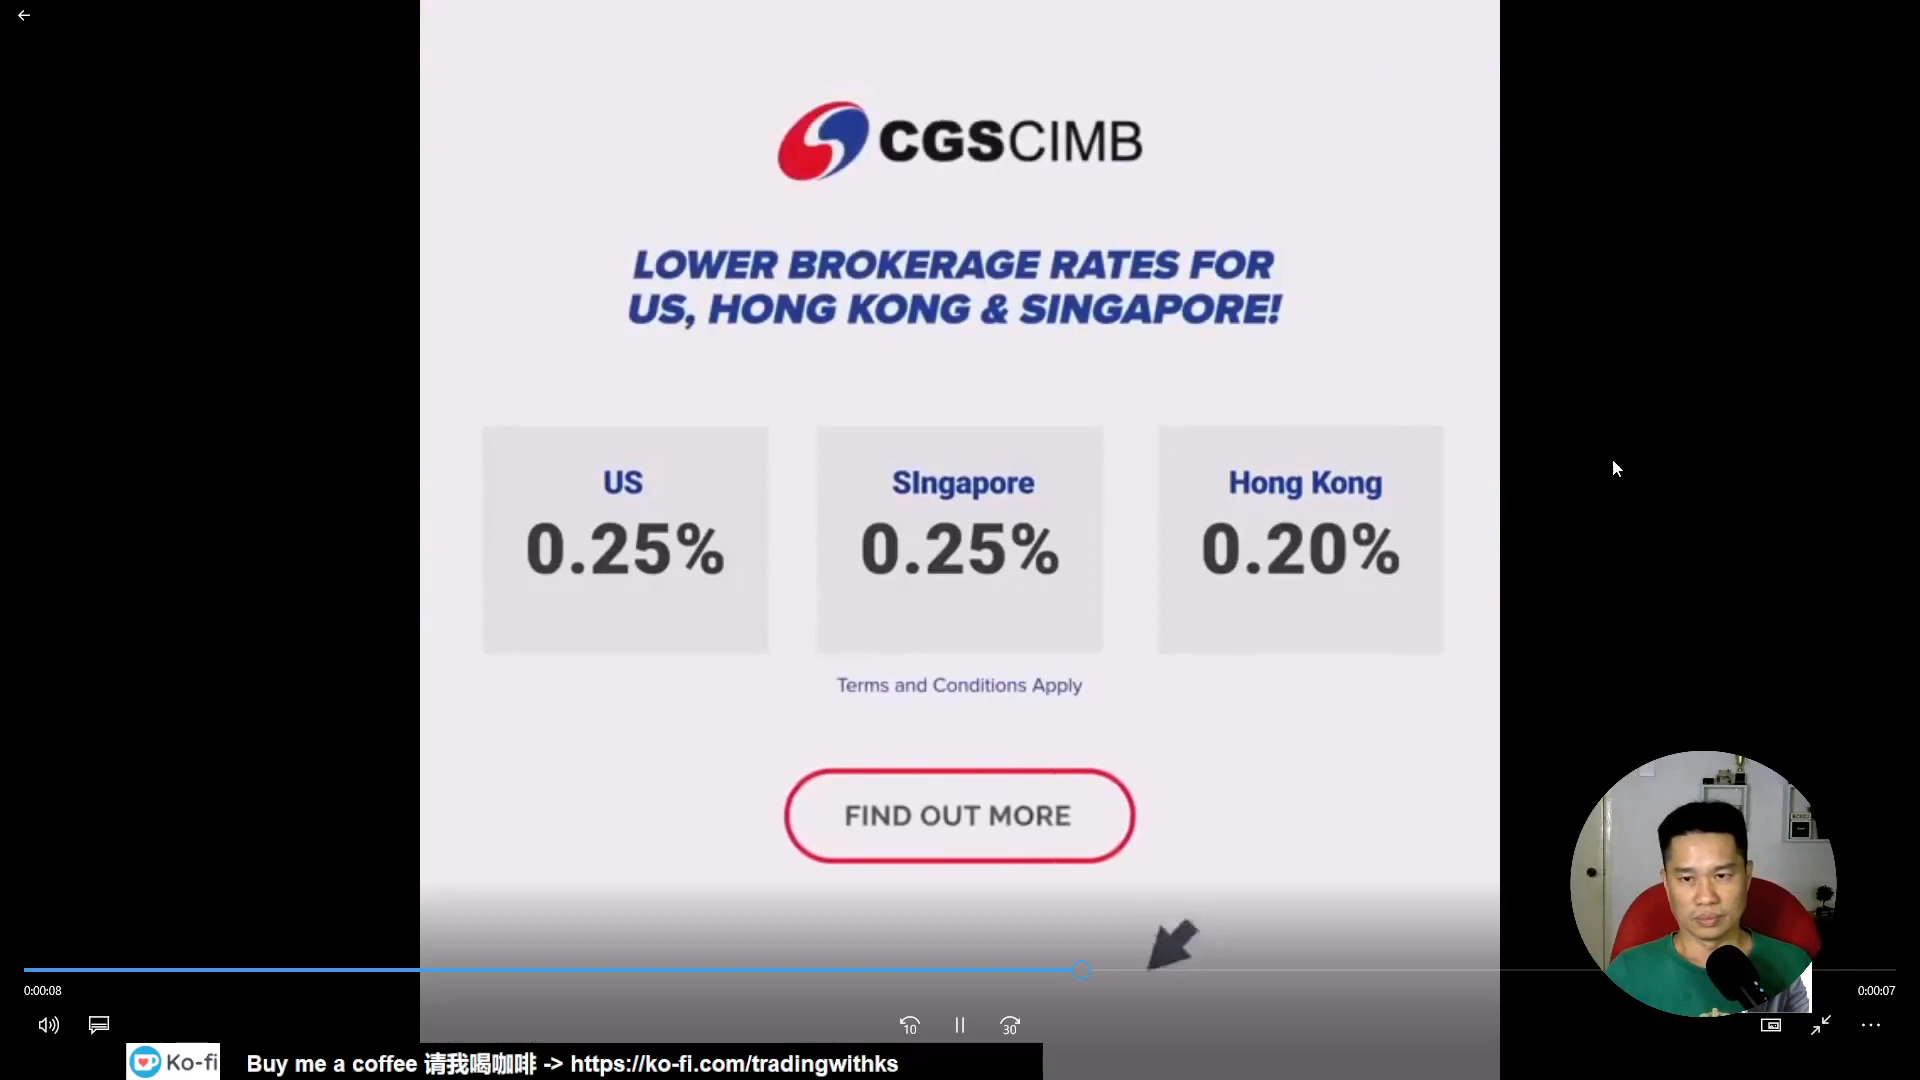 CGSCIMB
LOWER BROKERAGE RATES FOR
US, HONG KONG & SINGAPORE!
US
0.25%
SIngapore
0.25%
Hong Kong
0.20%
Terms and Conditions Apply
FIND OUT MORE
0:00:08
0:00:07
10
30
Ko-fi
Buy me a coffee 请我喝咖啡 -> https://ko-fi.com/tradingwithks